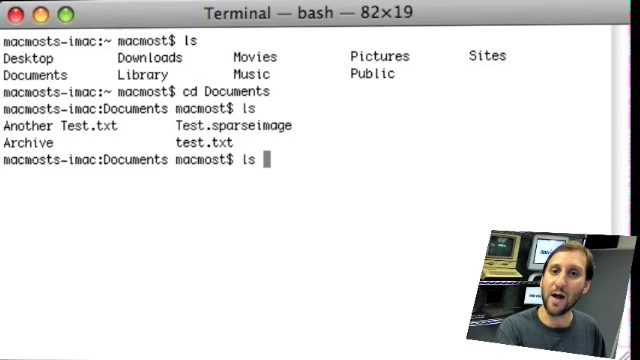 Terminal — bash — 82×19
macmosts-imac:~ macmost$ ls
Desktop Downloads Movies Pictures Sites
Documents Library Music Public
macmosts-imac:~ macmost$ cd Documents
macmosts-imac:Documents macmost$ ls
Another Test.txt Test.sparseimage
Archive test.txt
macmosts-imac:Documents macmost$ ls